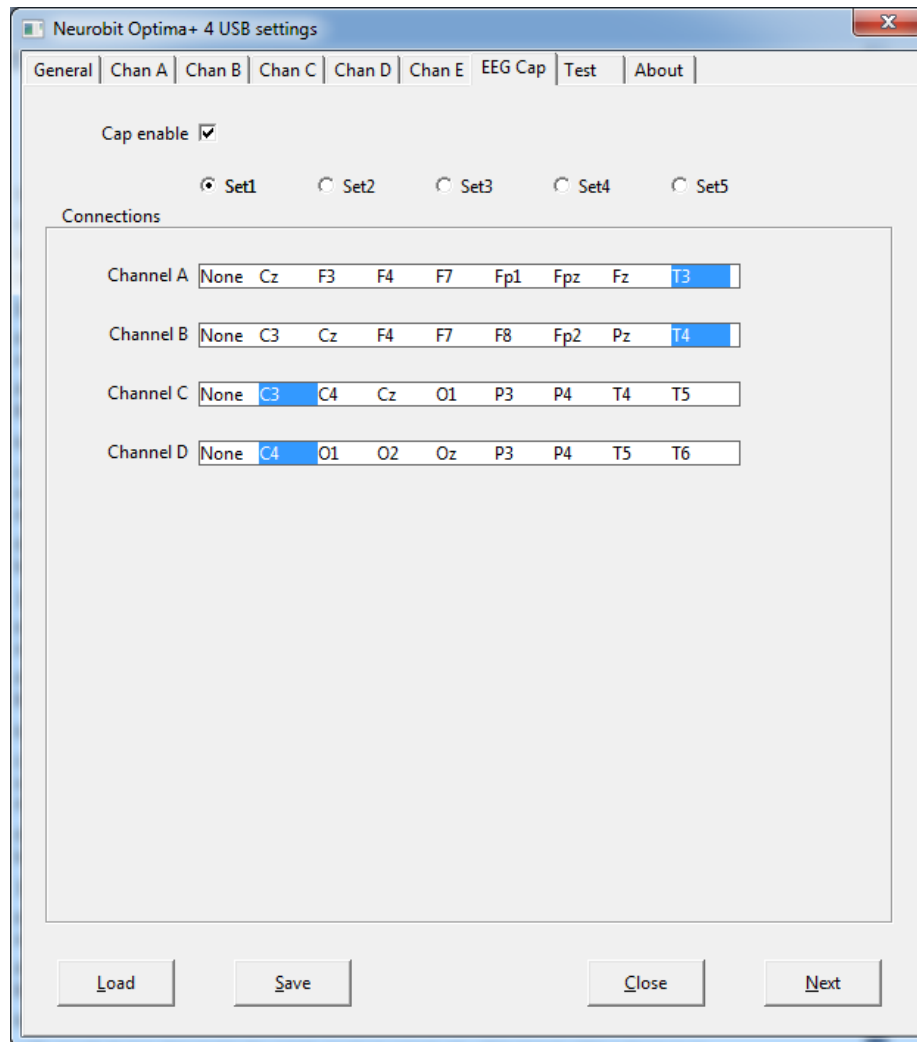 Neurobit Optima+ 4 USB settings
General Chan A Chan B Chan C Chan D Chan E EEG Cap Test About
Cap enable
Set1 Set2 Set3 Set4 Set5
Connections
Channel A None Cz F3 F4 F7 Fp1 Fpz Fz T3
Channel B None C3 Cz F4 F7 F8 Fp2 Pz T4
Channel C None C3 C4 Cz O1 P3 P4 T4 T5
Channel D None C4 O1 O2 Oz P3 P4 T5 T6
Load Save Close Next